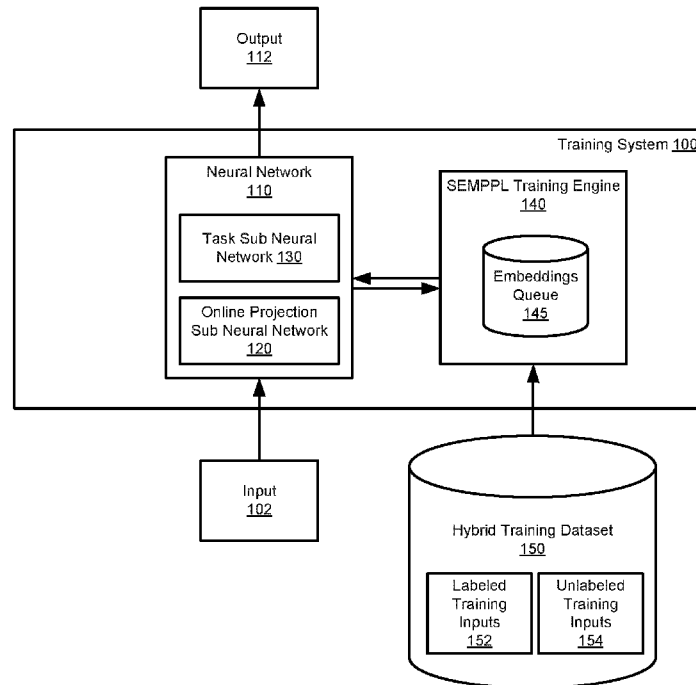 Output
112
Training System 100
Neural Network
110
Task Sub Neural
Network 130
Online Projection
Sub Neural Network
120
SEMPPL Training Engine
140
Embeddings
Queue
145
Input
102
Hybrid Training Dataset
150
Labeled
Training
Inputs
152
Unlabeled
Training
Inputs
154